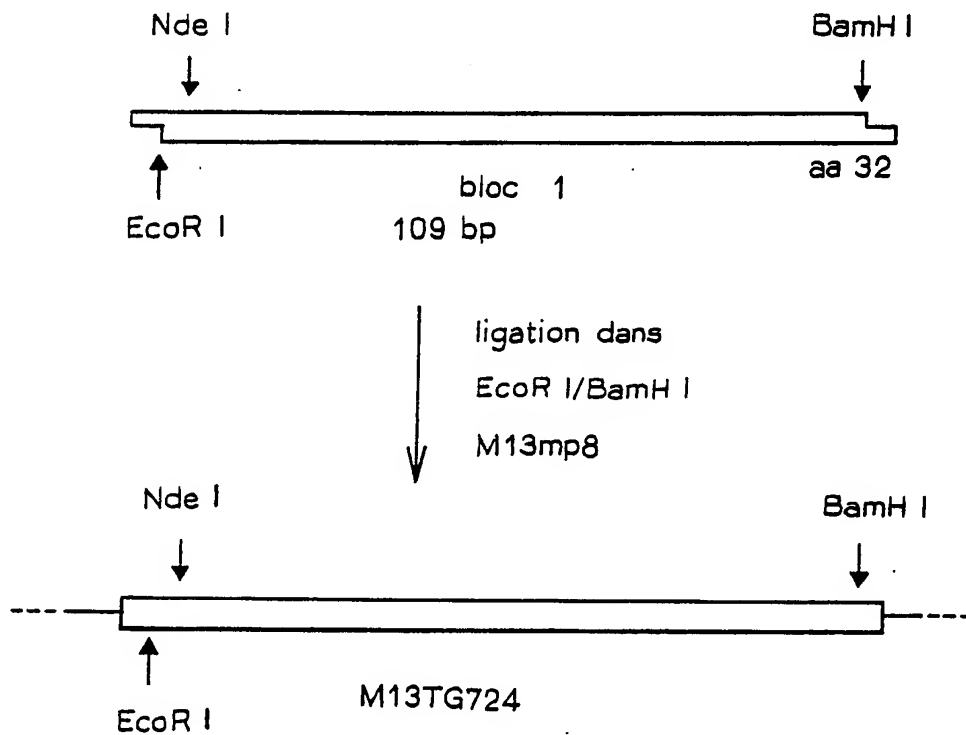 Nde I
BamH I
aa 32
bloc 1
EcoR I
109 bp
ligation dans
EcoR I/BamH I
M13mp8
Nde I
BamH I
M13TG724
EcoR I